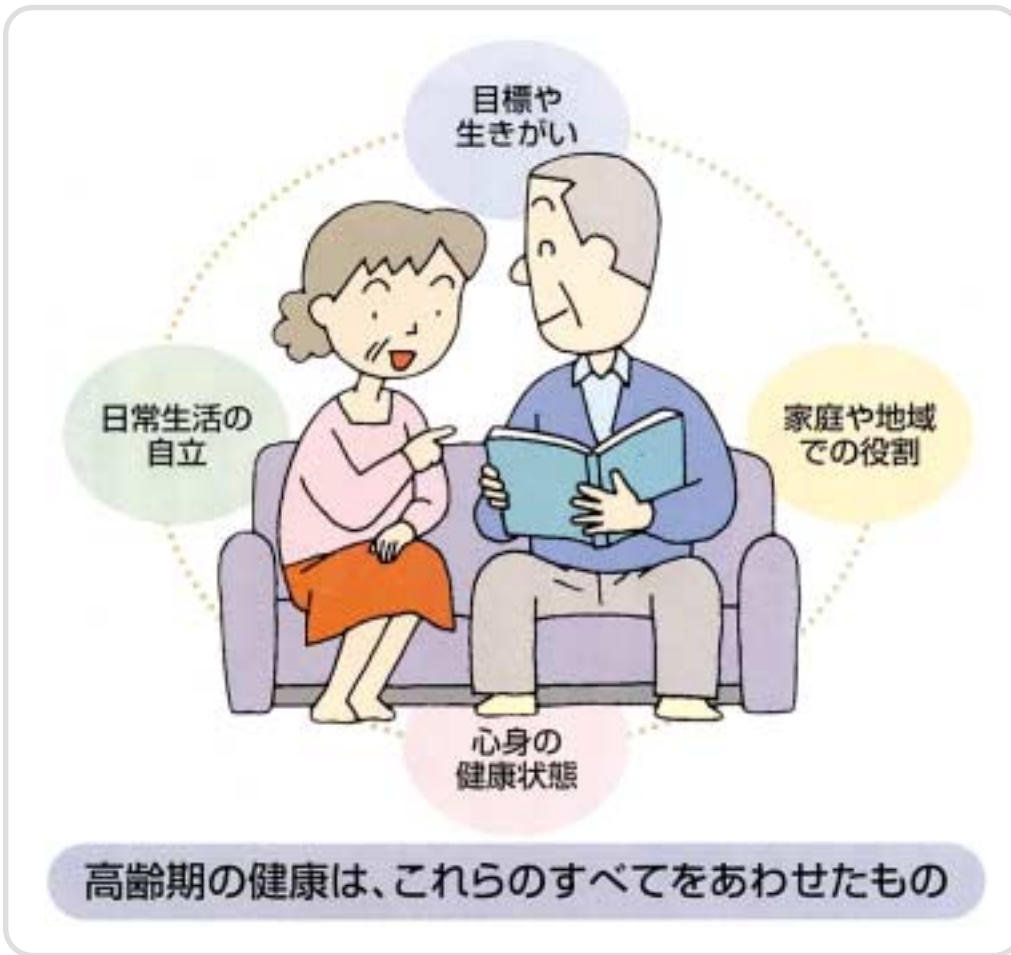 目標や
生きがい
日常生活の
自立
家庭や地域
での役割
心身の
健康状態
高齢期の健康は、これらのすべてをあわせたもの